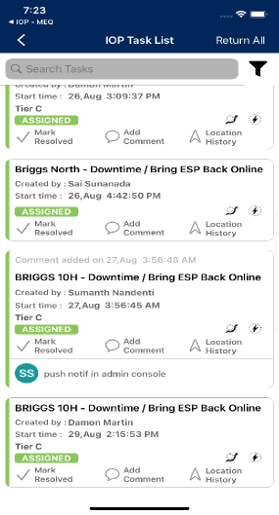 7:23
◀ IOP - MEQ
IOP Task List
Return All
Search Tasks
Created by : Damon Martin
Start time : 26,Aug 3:09:37 PM
Tier C
ASSIGNED
Mark Resolved
Add Comment
Location History
Briggs North - Downtime / Bring ESP Back Online
Created by : Sai Sunanada
Start time : 26,Aug 4:42:50 PM
ASSIGNED
Mark Resolved
Add Comment
Location History
Comment added on 27,Aug 3:56:48 AM
BRIGGS 10H - Downtime / Bring ESP Back Online
Created by : Sumanth Nandenti
Start time : 27,Aug 3:56:45 AM
Tier C
ASSIGNED
Mark Resolved
Add Comment
Location History
SS push notif in admin console
BRIGGS 10H - Downtime / Bring ESP Back Online
Created by : Damon Martin
Start time : 29,Aug 2:15:53 PM
Tier C
ASSIGNED
Mark Resolved
Add Comment
Location History